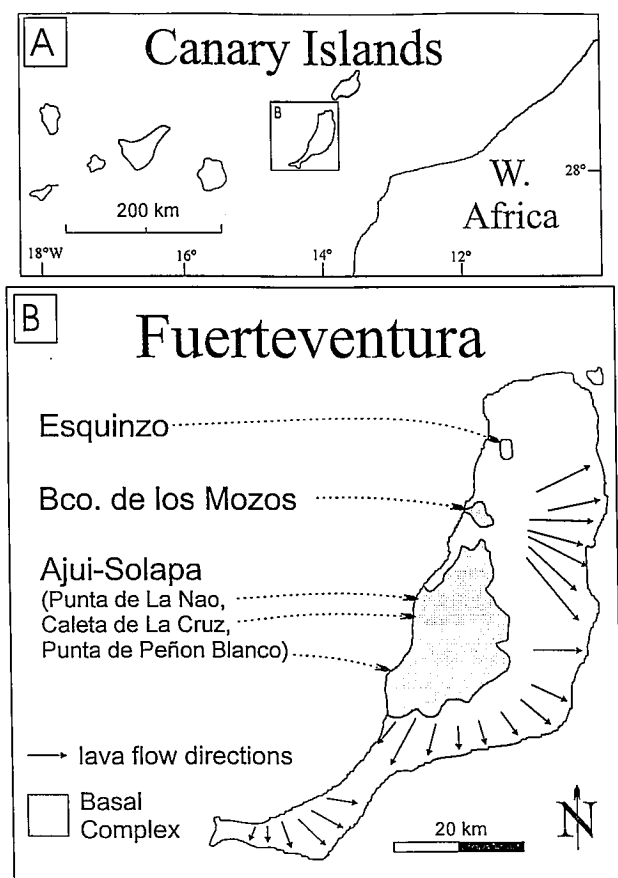 A
Canary Islands
B
W.
Africa
28°
200 km
18°W
16°
14°
12°
B
Fuerteventura
Esquinzo
Bco. de los Mozos
Ajui-Solapa
(Punta de La Nao,
Caleta de La Cruz,
Punta de Peñon Blanco)
lava flow directions
Basal
Complex
20 km
N